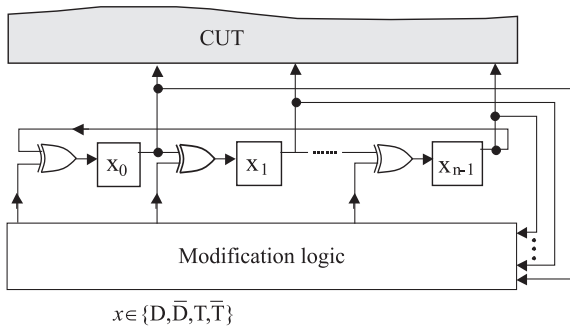 CUT
x₀ x₁ ...... xₙ₋₁
Modification logic
x∈{D,D̅,T,T̅}